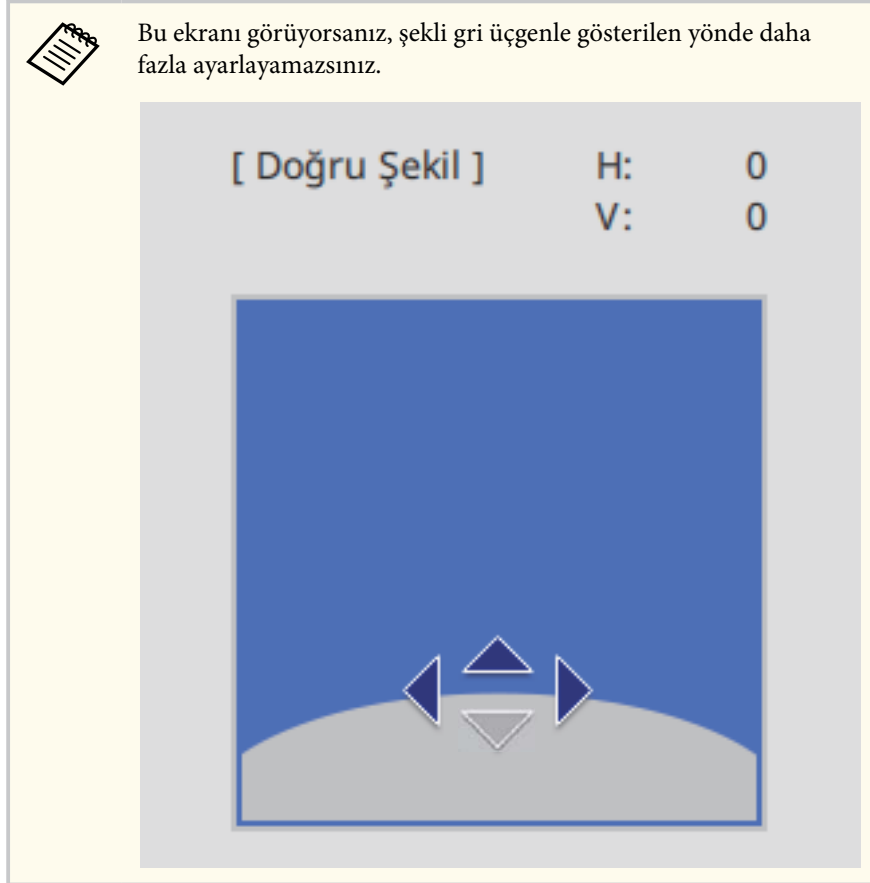 Bu ekranı görüyorsanız, şekli gri üçgenle gösterilen yönde daha
fazla ayarlayamazsınız.
[ Doğru Şekil ] H: 0
V: 0